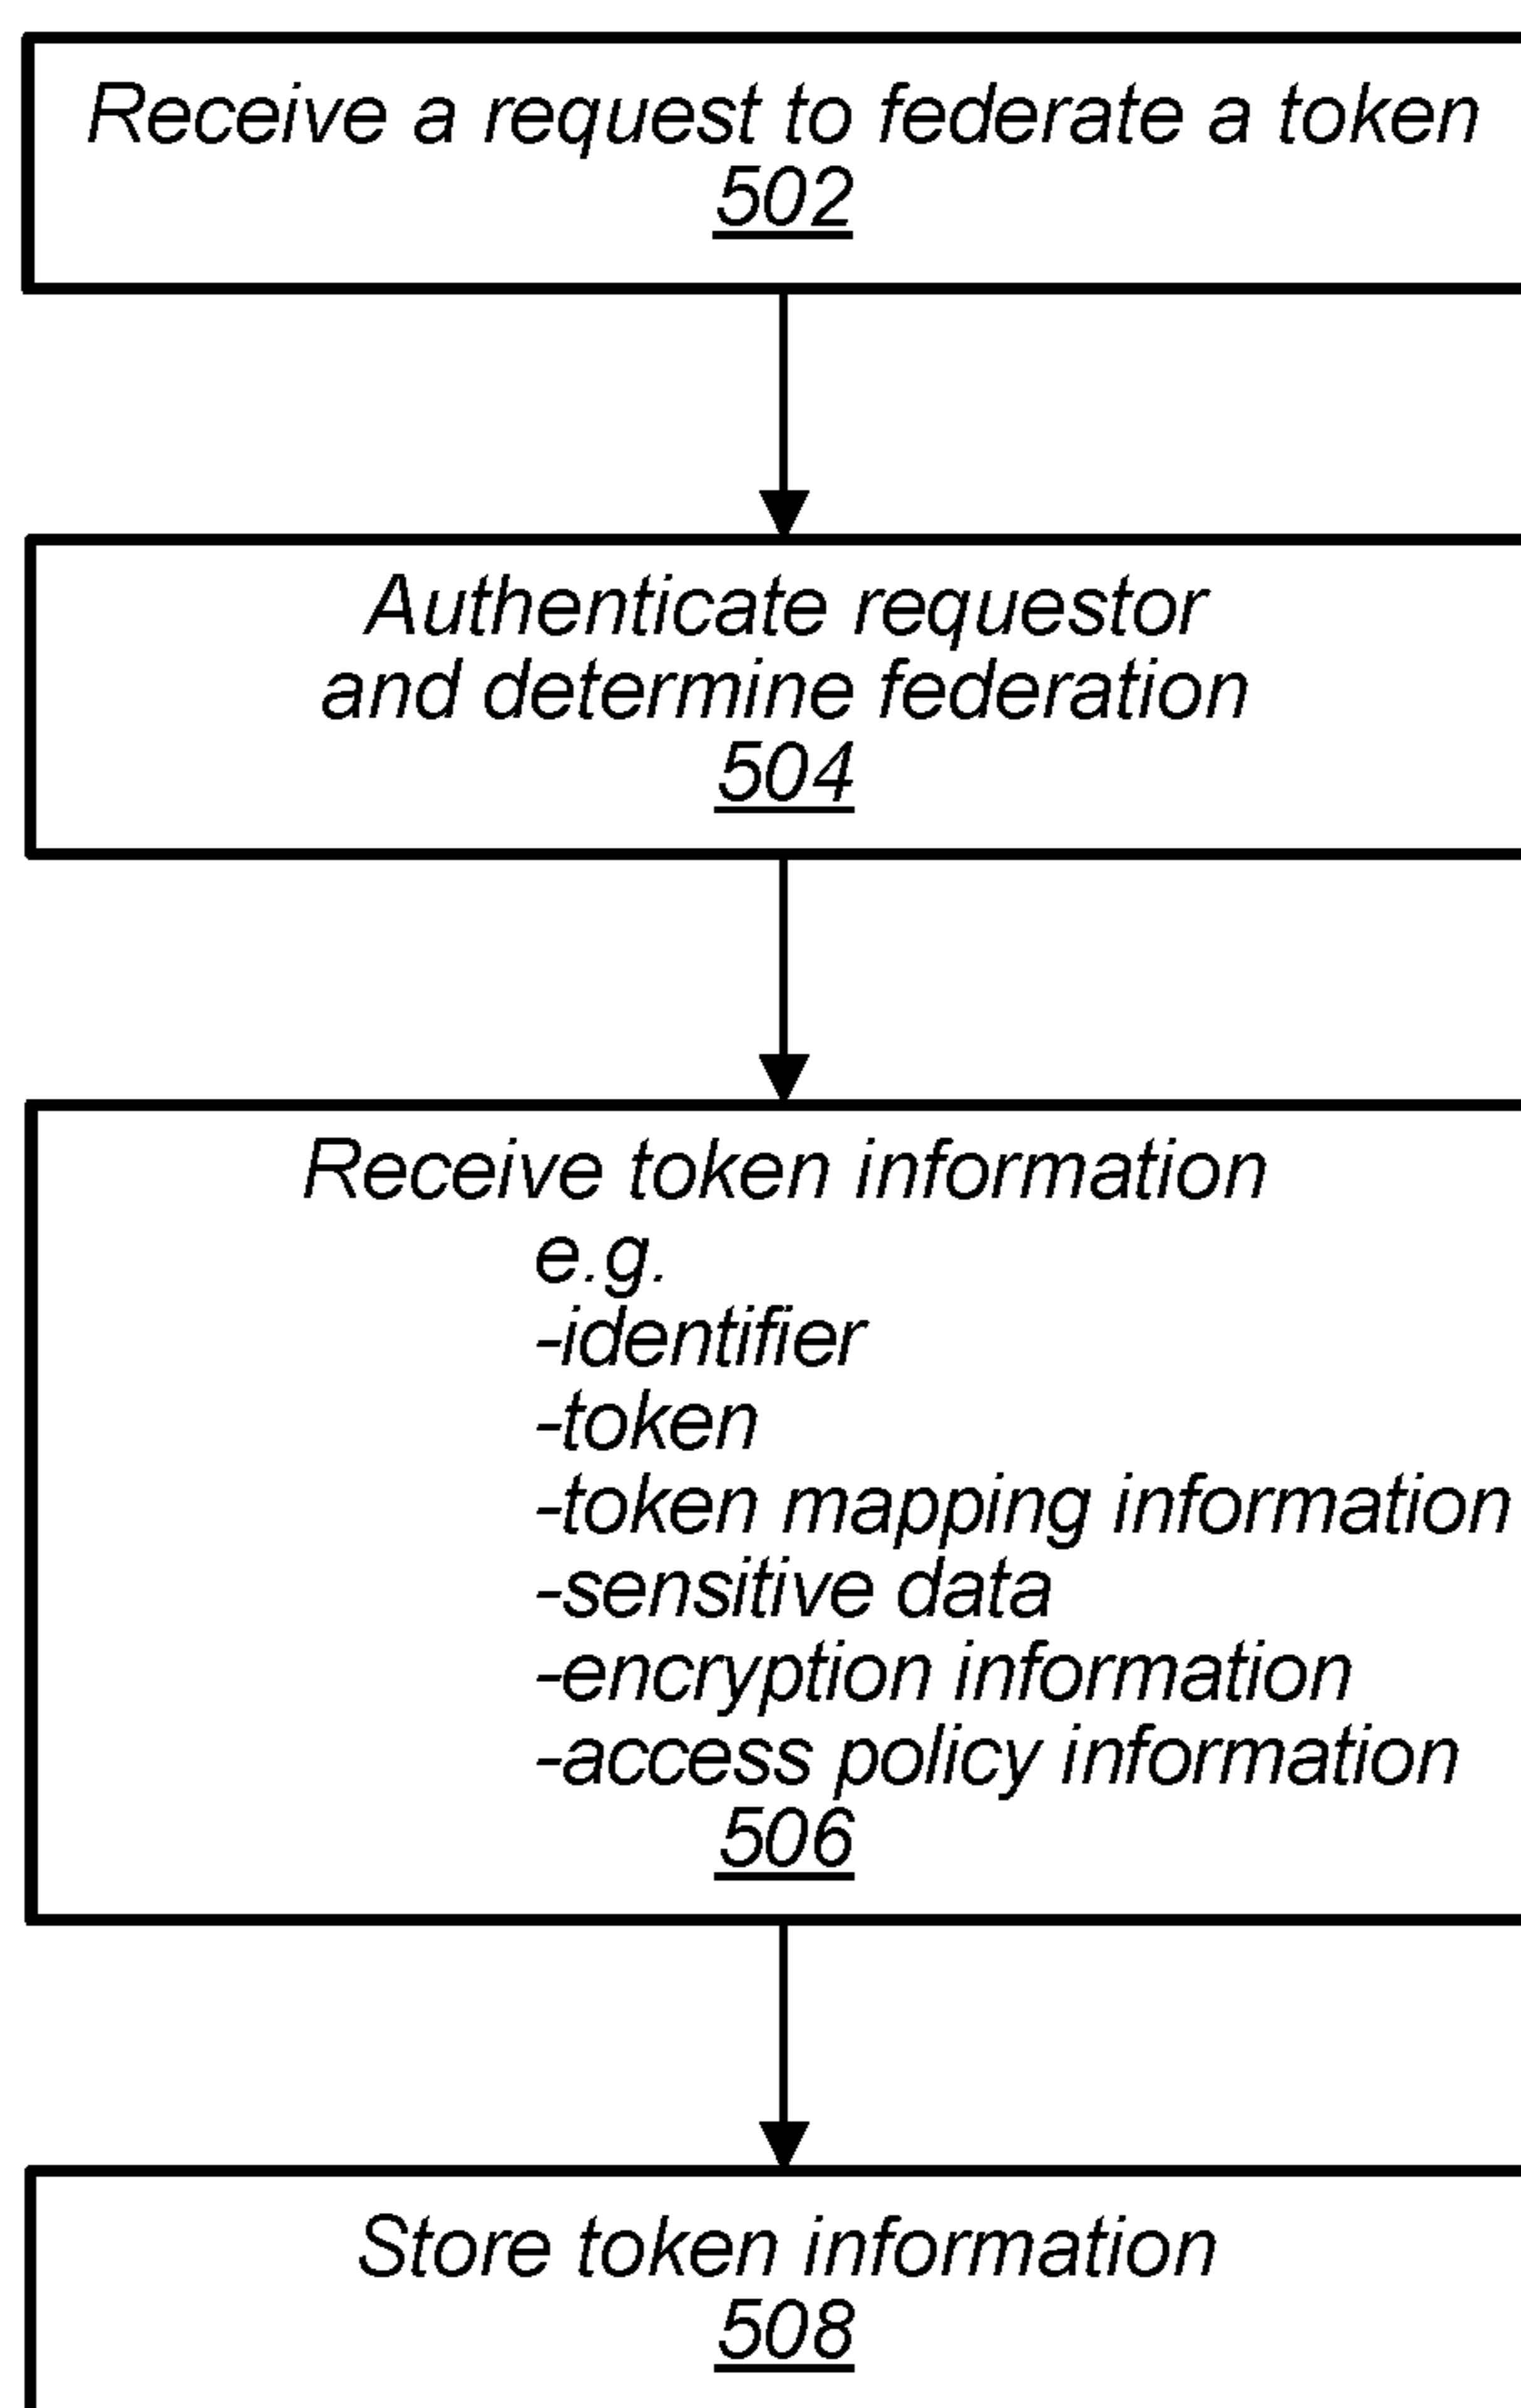 Receive a request to federate a token
502
Authenticate requestor
and determine federation
504
Receive token information
e.g.
-identifier
-token
-token mapping information
-sensitive data
-encryption information
-access policy information
506
Store token information
508